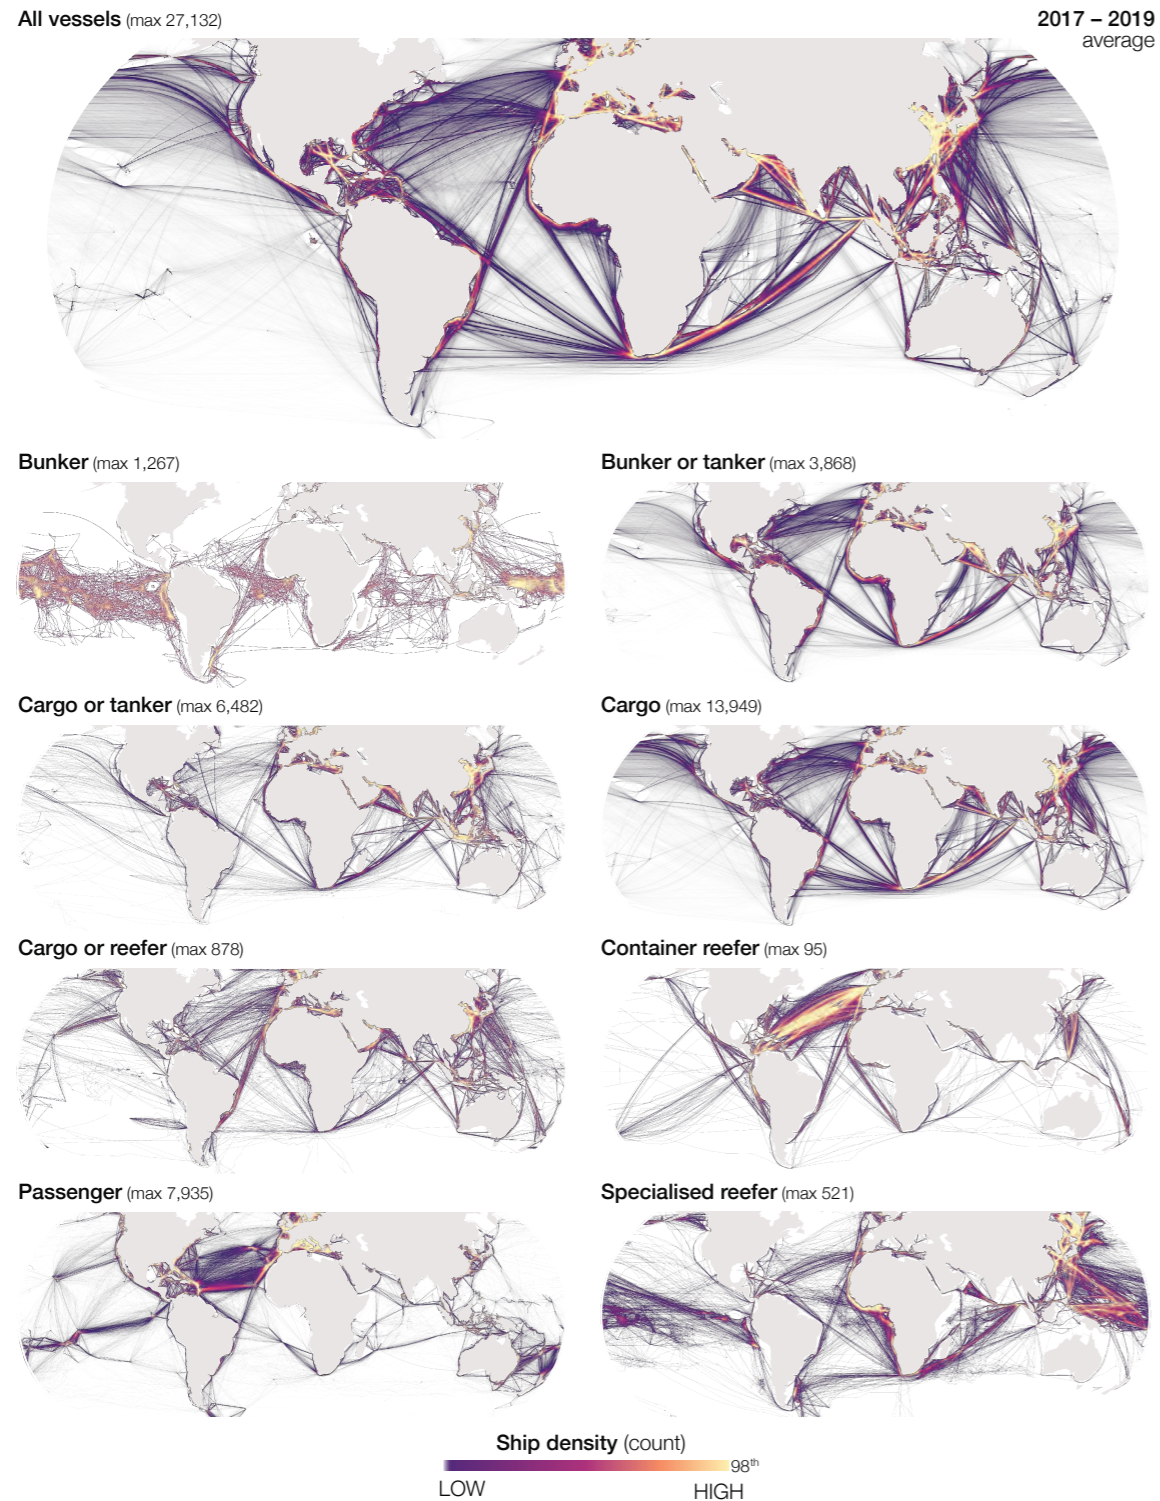 All vessels (max 27,132)
2017 – 2019
average
Bunker (max 1,267)
Bunker or tanker (max 3,868)
Cargo or tanker (max 6,482)
Cargo (max 13,949)
Cargo or reefer (max 878)
Container reefer (max 95)
Passenger (max 7,935)
Specialised reefer (max 521)
Ship density (count)
98th
LOW
HIGH